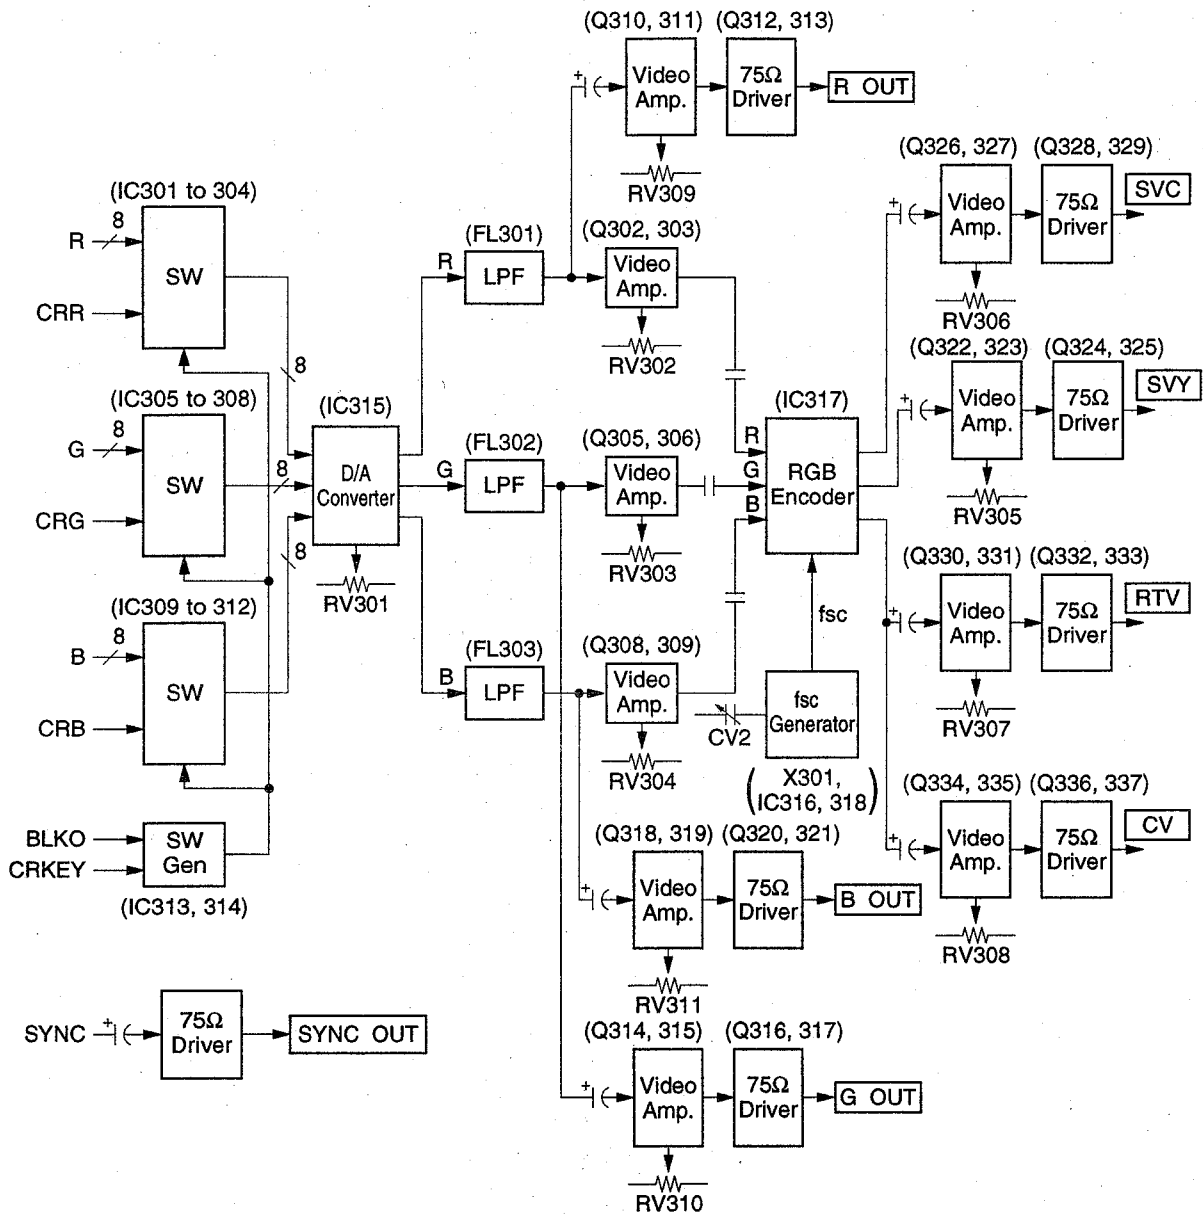 (Q310, 311) (Q312, 313)
+
Video Amp.
75Ω Driver
R OUT
RV309
(IC301 to 304)
R
8
SW
CRR
8
(IC305 to 308)
G
8
SW
8
CRG
(IC309 to 312)
B
8
SW
8
CRB
BLKO
CRKEY
SW Gen
(IC313, 314)
(IC315)
D/A Converter
RV301
R
(FL301)
LPF
G
(FL302)
LPF
B
(FL303)
LPF
(Q302, 303)
Video Amp.
RV302
(Q305, 306)
Video Amp.
RV303
(Q308, 309)
Video Amp.
RV304
(IC317)
R
G
B
RGB Encoder
fsc
fsc Generator
CV2
(X301, IC316, 318)
(Q326, 327) (Q328, 329)
+
Video Amp.
75Ω Driver
SVC
RV306
(Q322, 323) (Q324, 325)
+
Video Amp.
75Ω Driver
SVY
RV305
(Q330, 331) (Q332, 333)
+
Video Amp.
75Ω Driver
RTV
RV307
(Q334, 335) (Q336, 337)
+
Video Amp.
75Ω Driver
CV
RV308
(Q318, 319) (Q320, 321)
+
Video Amp.
75Ω Driver
B OUT
RV311
(Q314, 315) (Q316, 317)
+
Video Amp.
75Ω Driver
G OUT
RV310
SYNC
+
75Ω Driver
SYNC OUT